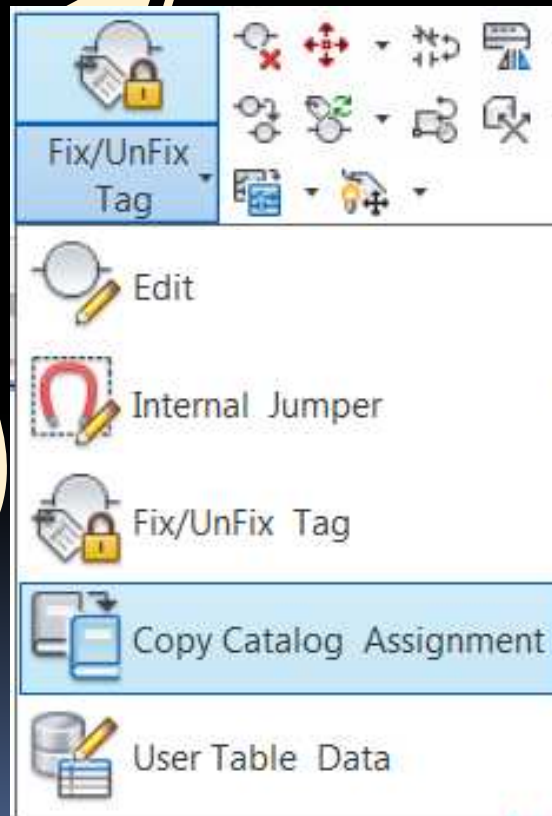 Fix/UnFix
Tag
Edit
Internal Jumper
Fix/UnFix Tag
Copy Catalog Assignment
User Table Data